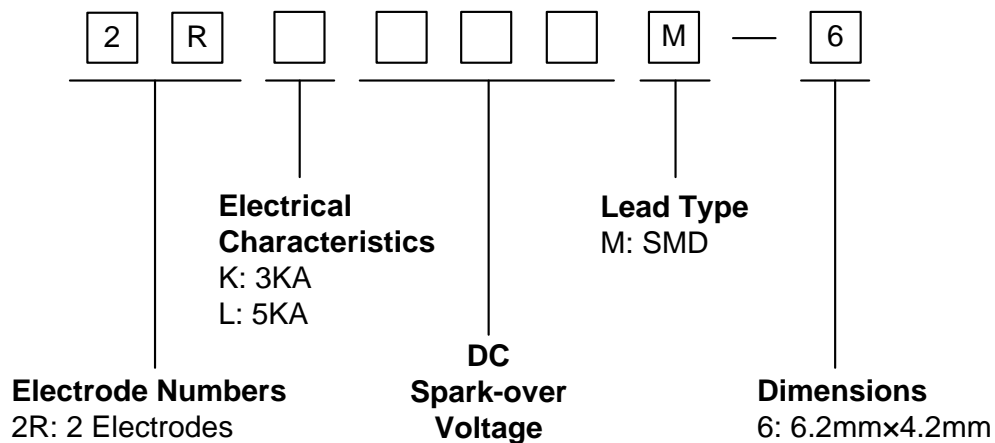 2 R M — 6
Electrical
Characteristics
K: 3KA
L: 5KA
Lead Type
M: SMD
Electrode Numbers
2R: 2 Electrodes
DC
Spark-over
Voltage
Dimensions
6: 6.2mm×4.2mm